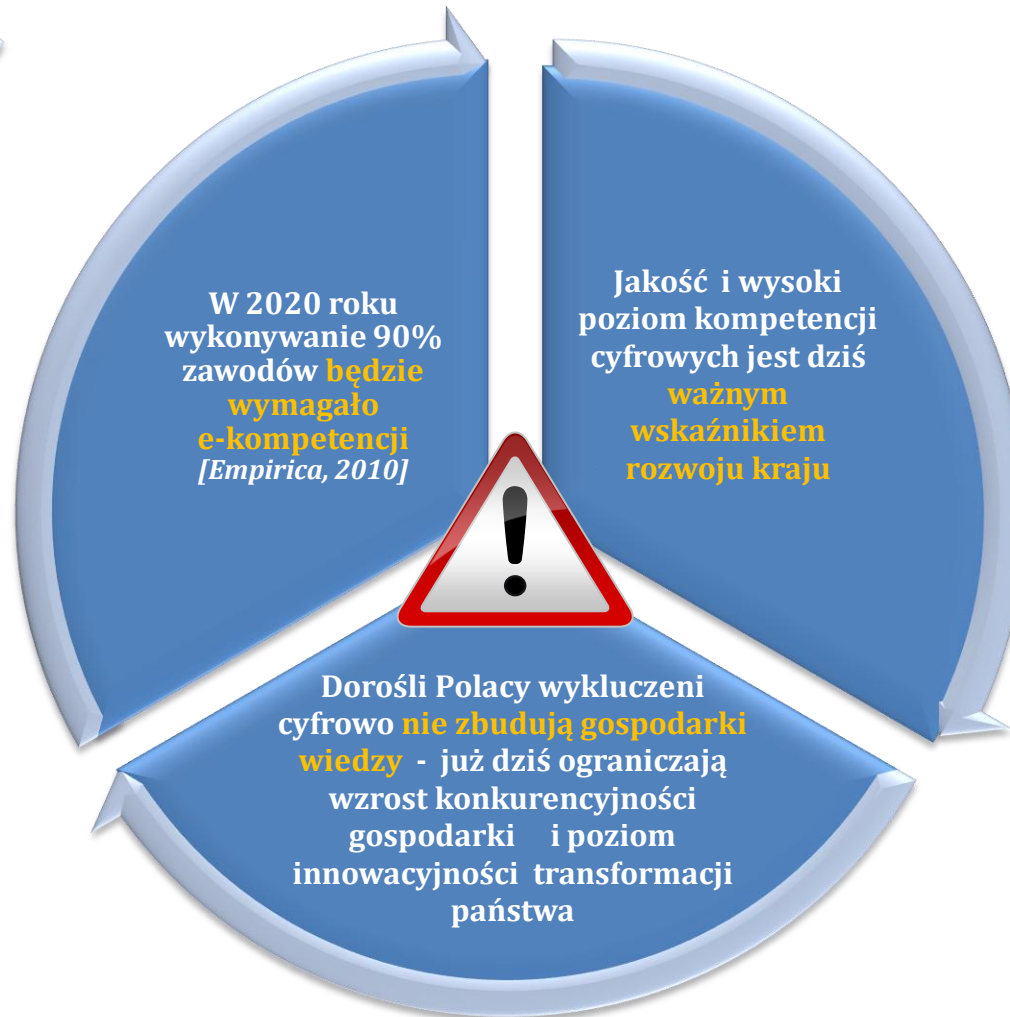 W 2020 roku
wykonywanie 90%
zawodów będzie
wymagało
e-kompetencji
[Empirica, 2010]
Jakość i wysoki
poziom kompetencji
cyfrowych jest dziś
ważnym
wskaźnikiem
rozwoju kraju
Dorośli Polacy wykluczeni
cyfrowo nie zbudują gospodarki
wiedzy - już dziś ograniczają
wzrost konkurencyjności
gospodarki i poziom
innowacyjności transformacji
państwa